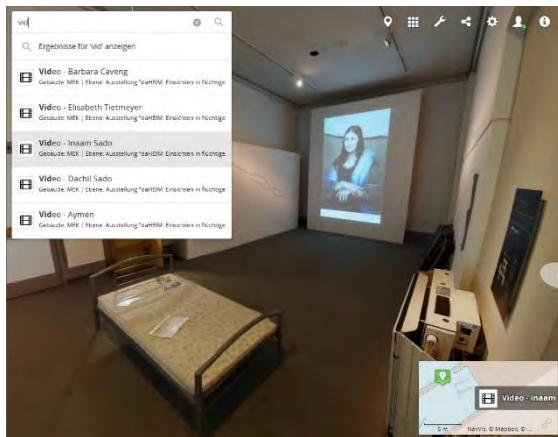 vid
Ergebnisse für 'vid' anzeigen
Video - Barbara Caveng
Gebäude: MEK | Ebene: Ausstellung "daHEIM: Einsichten in flüchtige
Video - Elisabeth Tietmeyer
Gebäude: MEK | Ebene: Ausstellung "daHEIM: Einsichten in flüchtige
Video - Inaam Sado
Gebäude: MEK | Ebene: Ausstellung "daHEIM: Einsichten in flüchtige
Video - Dachil Sado
Gebäude: MEK | Ebene: Ausstellung "daHEIM: Einsichten in flüchtige
Video - Aymen
Gebäude: MEK | Ebene: Ausstellung "daHEIM: Einsichten in flüchtige
Video - Inaam
NavVis, © Mapbox, © ...